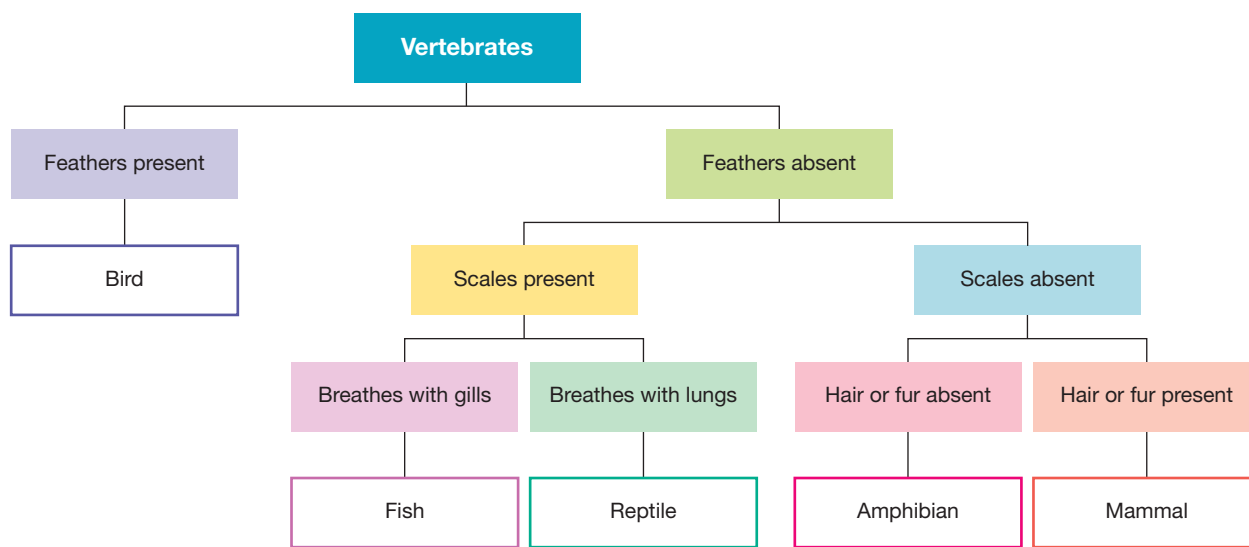 Vertebrates
Feathers present
Feathers absent
Bird
Scales present
Scales absent
Breathes with gills
Breathes with lungs
Hair or fur absent
Hair or fur present
Fish
Reptile
Amphibian
Mammal